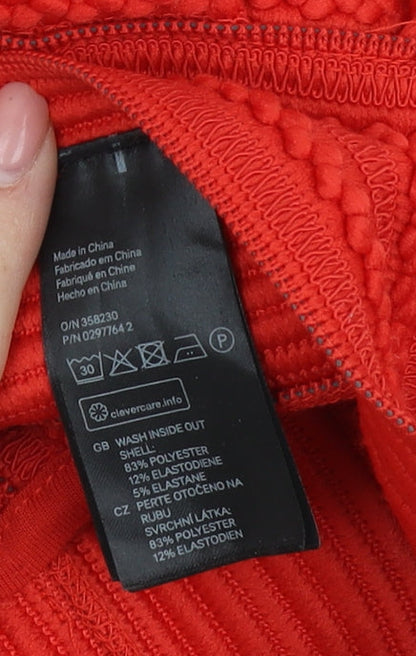 Made in China
Fabricado em China
Fabriqué en Chine
Hecho en China
O/N 358230
P/N 0297764 2
30 P
clevercare.info
GB WASH INSIDE OUT
SHELL:
83% POLYESTER
12% ELASTODIENE
5% ELASTANE
CZ PERTE OTOČENO NA
RUBU
SVRCHNÍ LÁTKA:
83% POLYESTER
12% ELASTODIEN